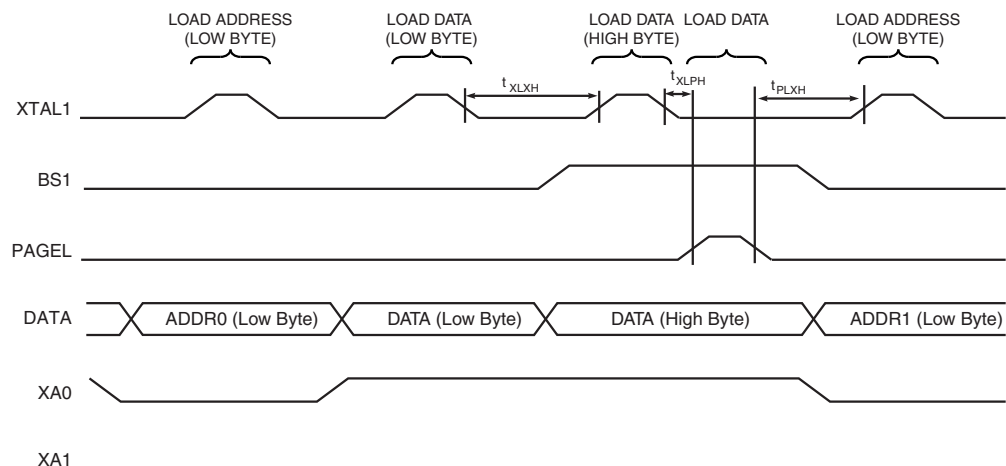 LOAD ADDRESS
(LOW BYTE)
LOAD DATA
(LOW BYTE)
LOAD DATA
(HIGH BYTE)
LOAD DATA
LOAD ADDRESS
(LOW BYTE)
t XLXH
tXLPH
tPLXH
XTAL1
BS1
PAGEL
DATA
ADDR0 (Low Byte)
DATA (Low Byte)
DATA (High Byte)
ADDR1 (Low Byte)
XA0
XA1